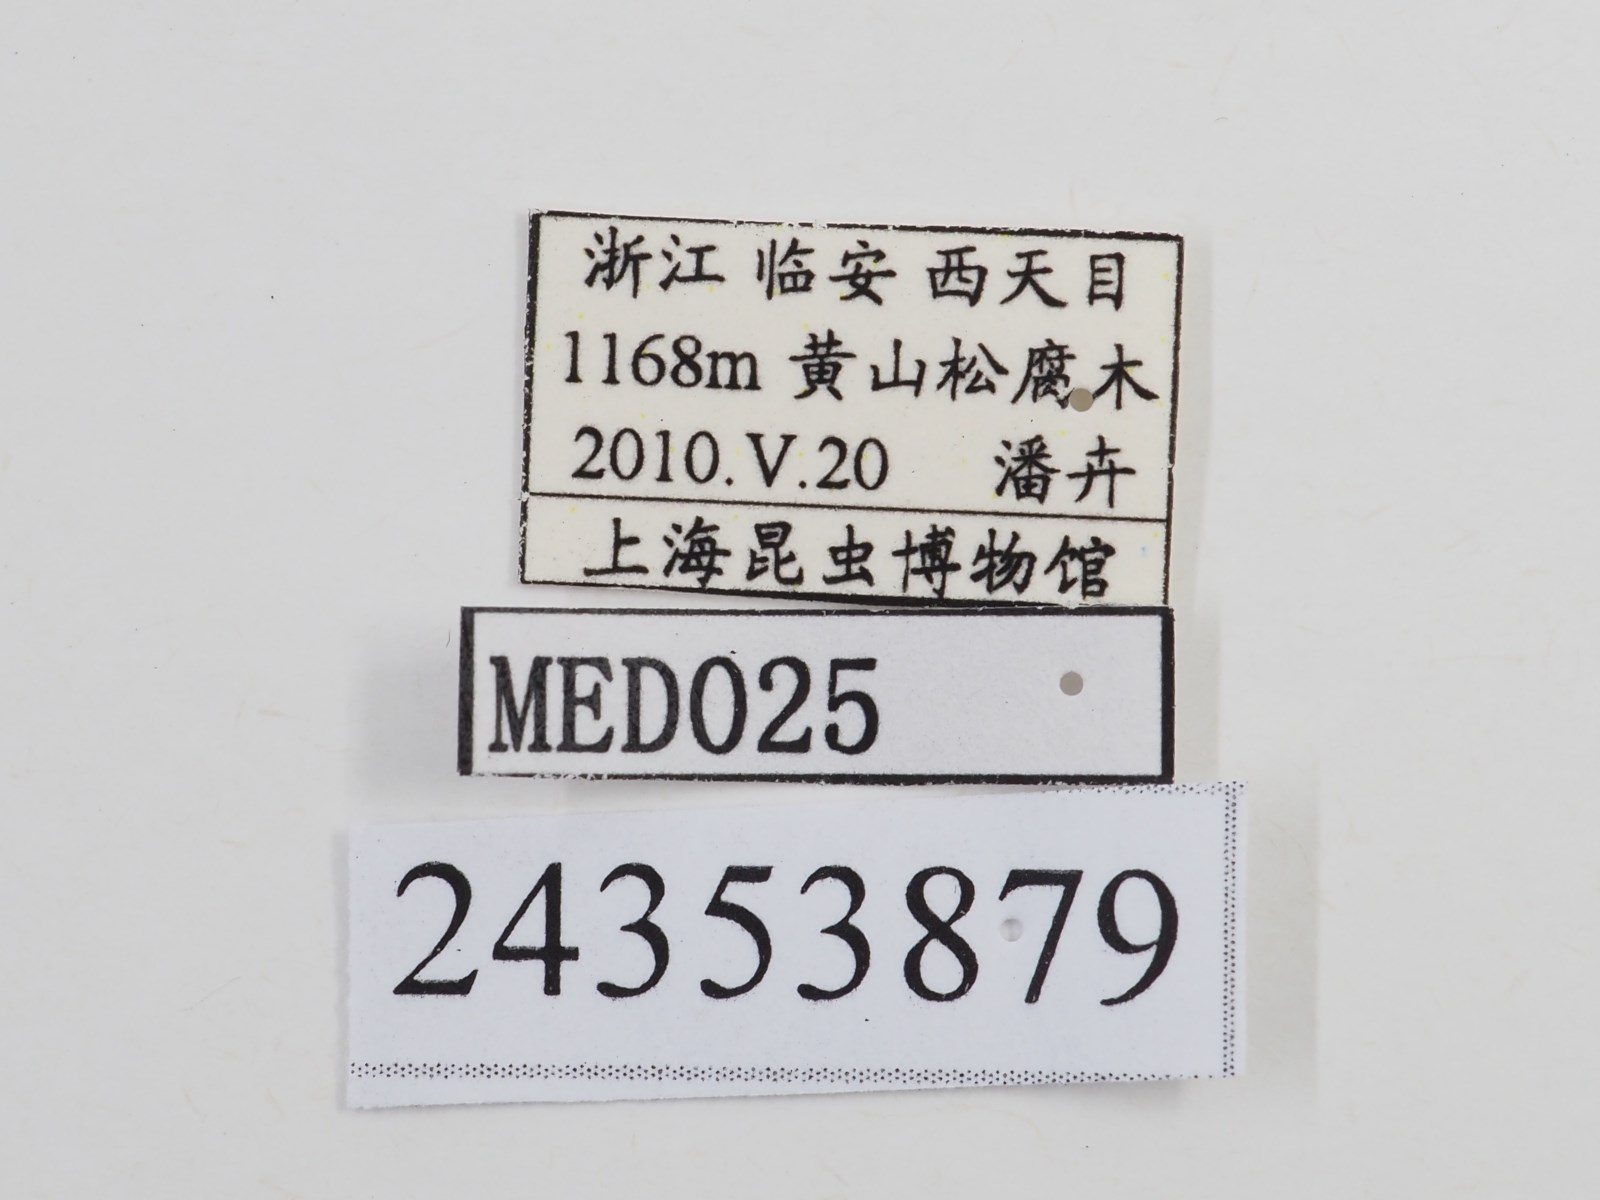 浙江 临安 西天目
1168m 黄山松腐木
2010.V.20 潘卉
上海昆虫博物馆
MED025
24353879